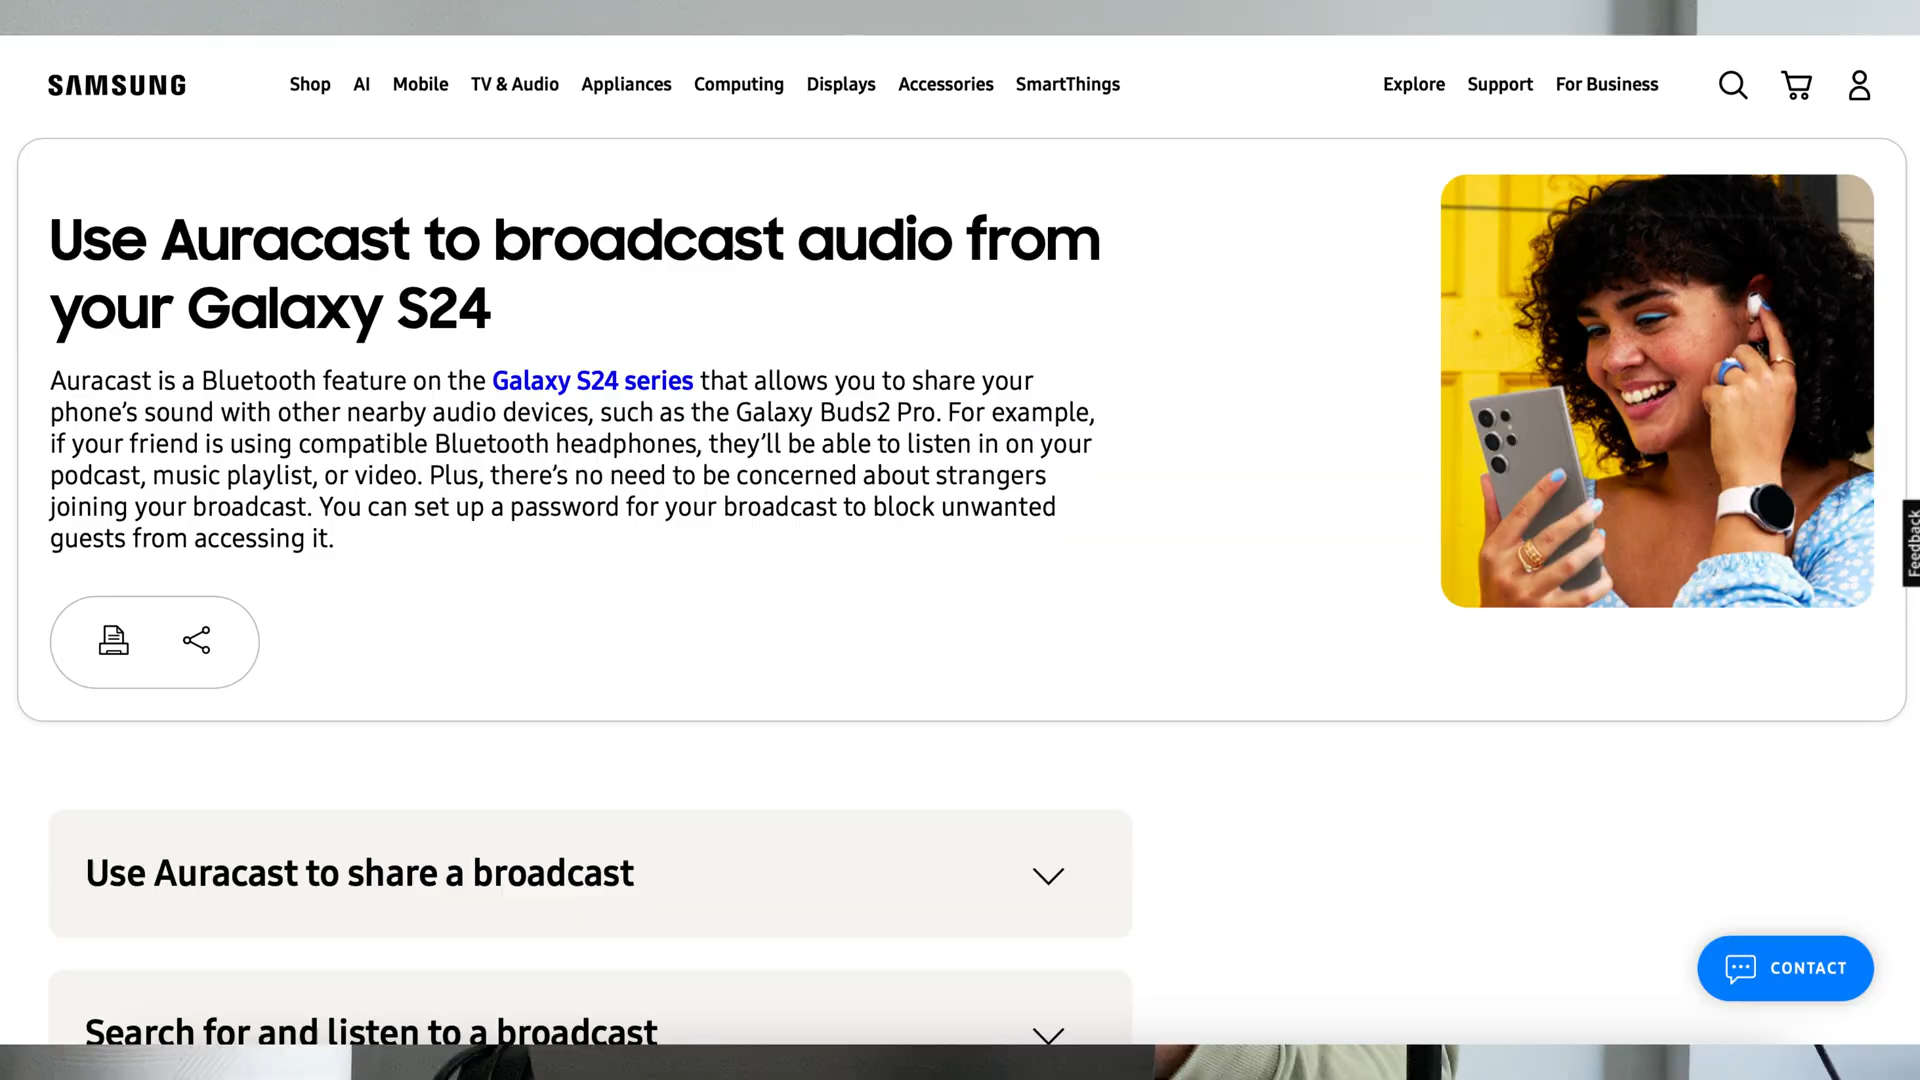 SAMSUNG
Shop AI Mobile TV & Audio Appliances Computing Displays Accessories SmartThings Explore Support For Business
Use Auracast to broadcast audio from
your Galaxy S24
Auracast is a Bluetooth feature on the Galaxy S24 series that allows you to share your
phone’s sound with other nearby audio devices, such as the Galaxy Buds2 Pro. For example,
if your friend is using compatible Bluetooth headphones, they’ll be able to listen in on your
podcast, music playlist, or video. Plus, there’s no need to be concerned about strangers
joining your broadcast. You can set up a password for your broadcast to block unwanted
guests from accessing it.
Feedback
Use Auracast to share a broadcast
CONTACT
Search for and listen to a broadcast